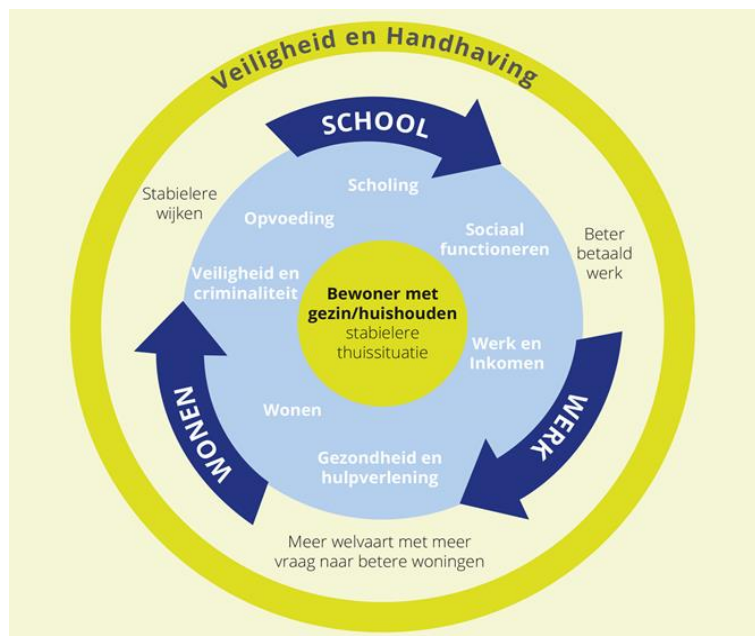 Veiligheid en Handhaving
SCHOOL
Scholing
Stabielere
wijken
Opvoeding
Sociaal
functioneren
Beter
betaald
werk
Veiligheid en
criminaliteit
Bewoner met
gezin/huishouden
stabielere
thuissituatie
Werk en
Inkomen
WERK
WONEN
Wonen
Gezondheid en
hulpverlening
Meer welvaart met meer
vraag naar betere woningen